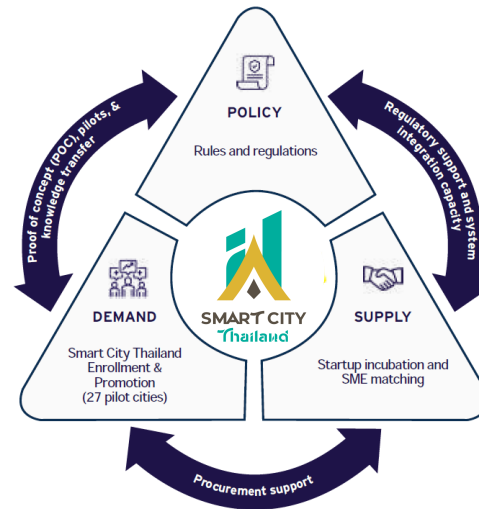 POLICY
Rules and regulations
Proof of concept (POC), pilots, &
knowledge transfer
Regulatory support and system
integration capacity
SMART CITY
Thailand
DEMAND
Smart City Thailand
Enrollment &
Promotion
(27 pilot cities)
SUPPLY
Startup incubation and
SME matching
Procurement support